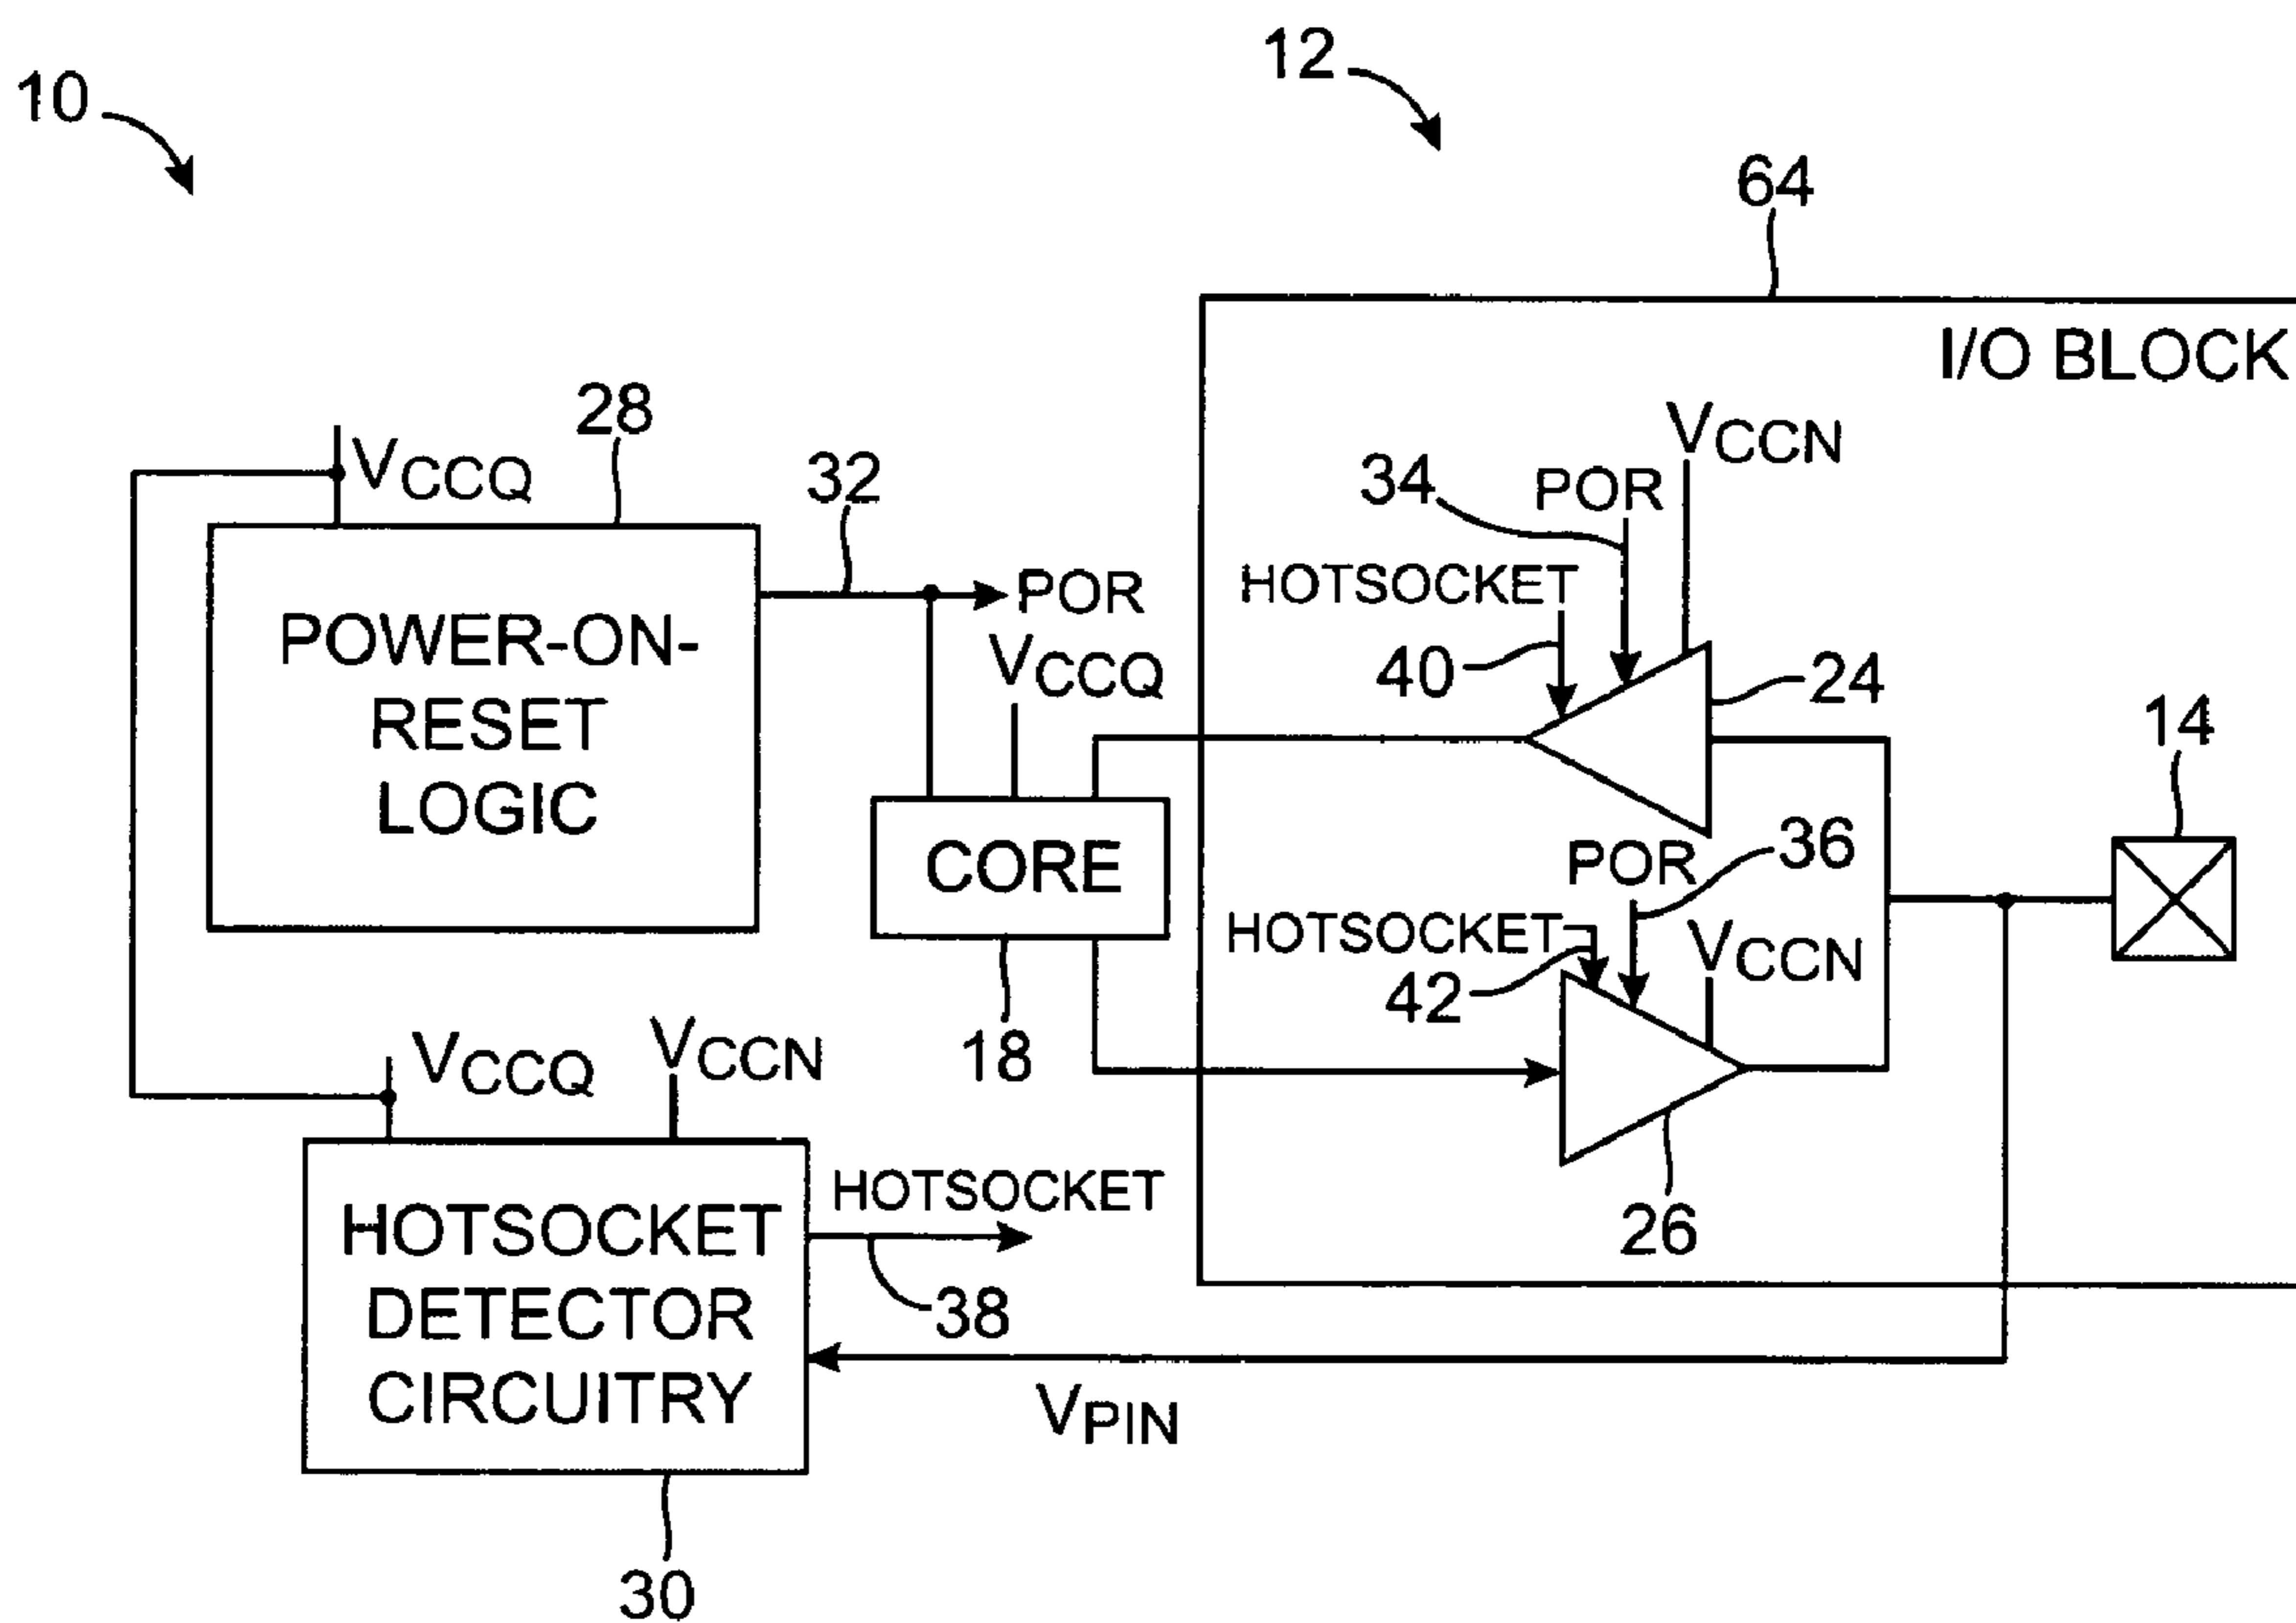 12
10
64
I/O BLOCK
28
VCCQ
VCCN
32
34
POR
POWER-ON-
RESET
LOGIC
POR
HOTSOCKET
VCCQ
40
24
14
CORE
POR
36
HOTSOCKET
VCCN
42
18
VCCQ
VCCN
HOTSOCKET
26
HOTSOCKET
DETECTOR
CIRCUITRY
38
VPIN
30